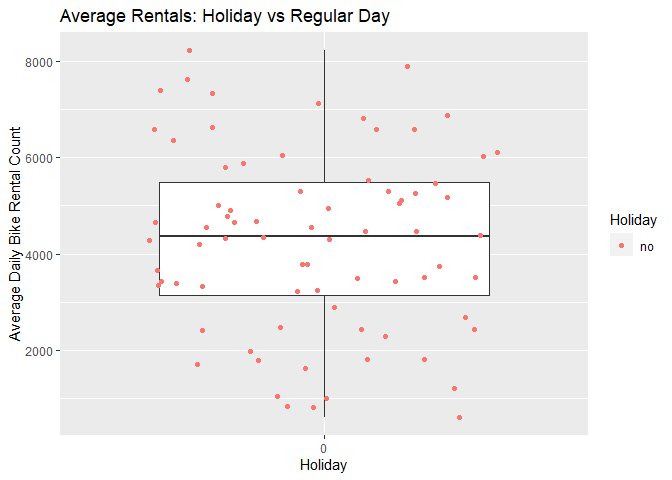 Average Rentals: Holiday vs Regular Day
Average Daily Bike Rental Count
8000
6000
4000
2000
0
Holiday
Holiday
no